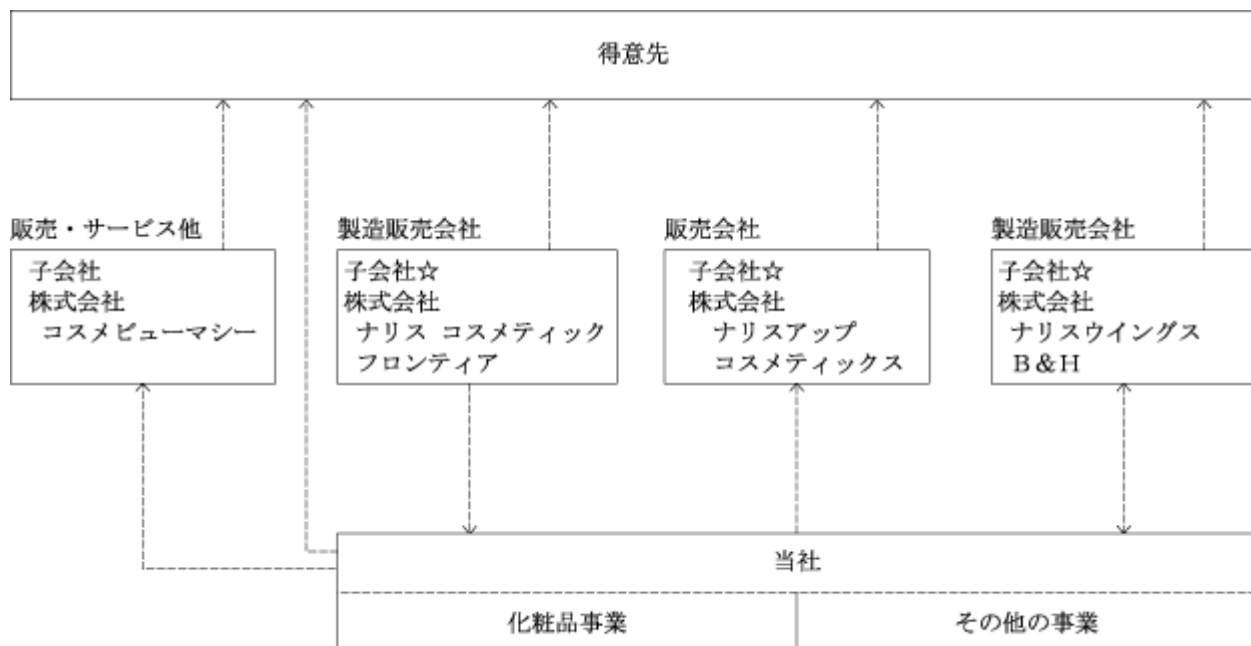 得意先
販売・サービス他
子会社
株式会社
コスメビューマシー
製造販売会社
子会社☆
株式会社
ナリス コスメティック
フロンティア
販売会社
子会社☆
株式会社
ナリスアップ
コスメティックス
製造販売会社
子会社☆
株式会社
ナリスウイングス
B&H
当社
化粧品事業
その他の事業